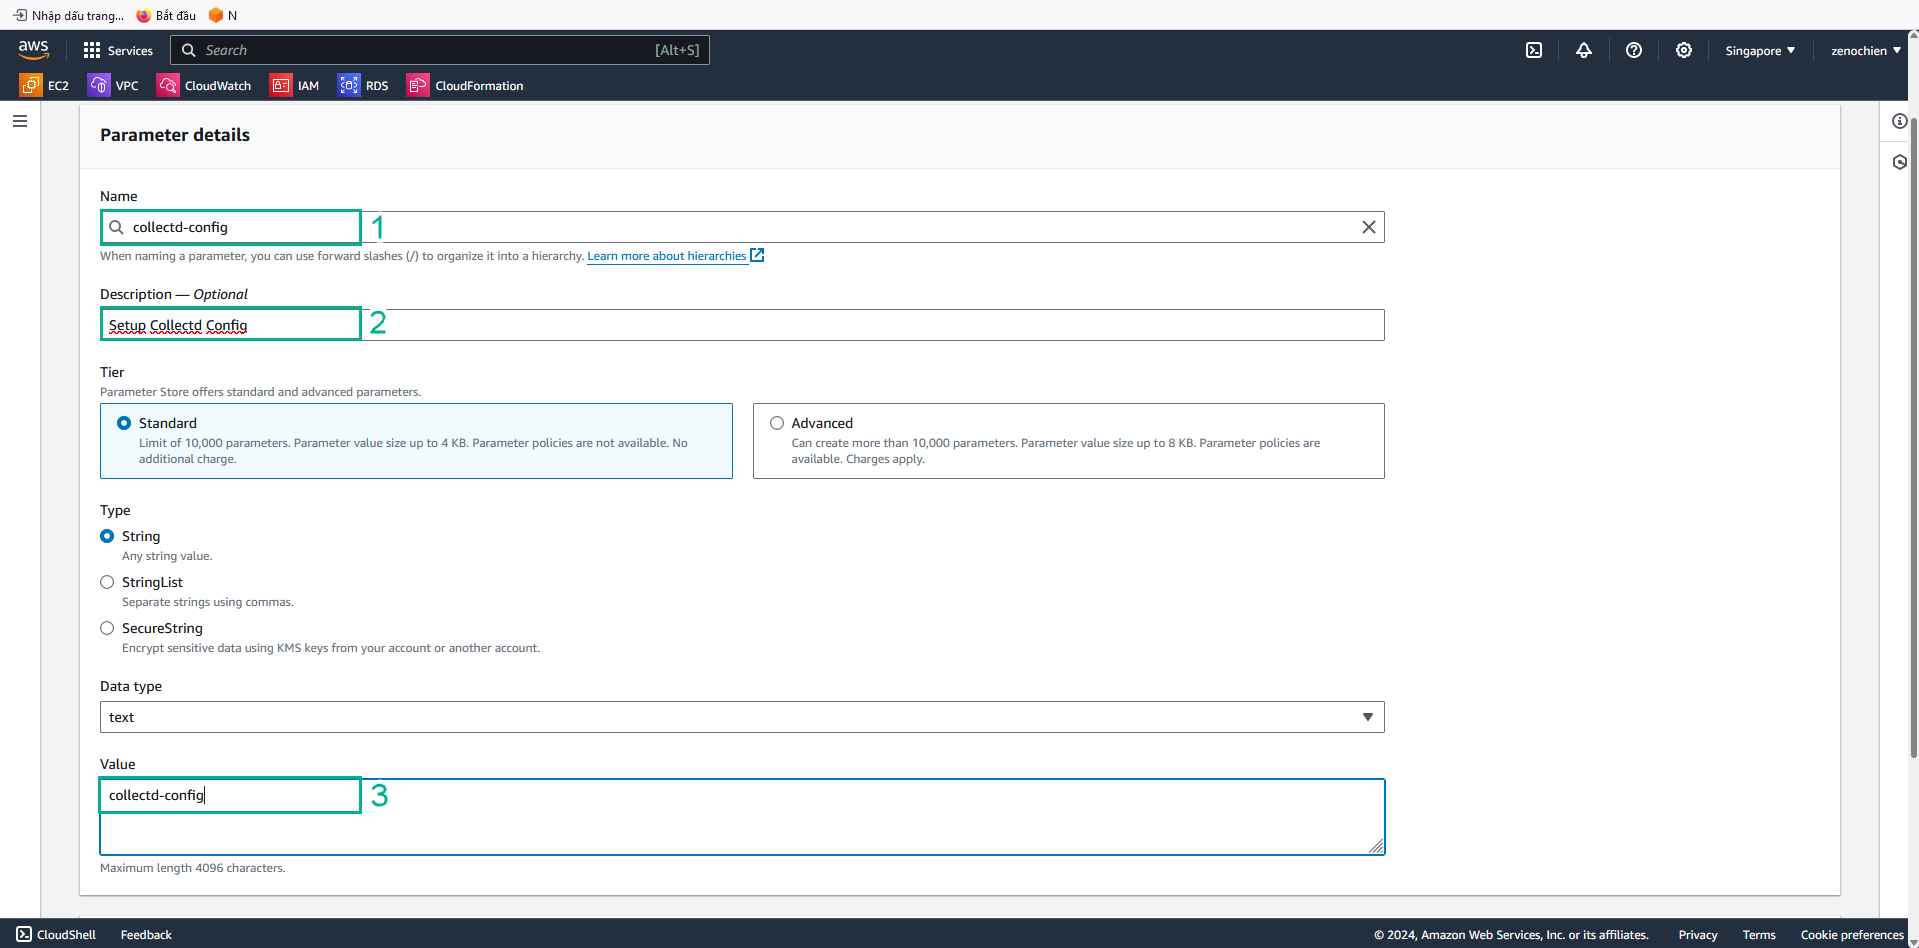 Nhập dấu trang... Bắt đầu N
aws Services Search [Alt+S] Singapore zenochien
EC2 VPC CloudWatch IAM RDS CloudFormation
Parameter details
Name
collectd-config 1
When naming a parameter, you can use forward slashes (/) to organize it into a hierarchy. Learn more about hierarchies
Description — Optional
Setup Collectd Config 2
Tier
Parameter Store offers standard and advanced parameters.
Standard
Limit of 10,000 parameters. Parameter value size up to 4 KB. Parameter policies are not available. No
additional charge.
Advanced
Can create more than 10,000 parameters. Parameter value size up to 8 KB. Parameter policies are
available. Charges apply.
Type
String
Any string value.
StringList
Separate strings using commas.
SecureString
Encrypt sensitive data using KMS keys from your account or another account.
Data type
text
Value
collectd-config 3
Maximum length 4096 characters.
CloudShell Feedback © 2024, Amazon Web Services, Inc. or its affiliates. Privacy Terms Cookie preferences